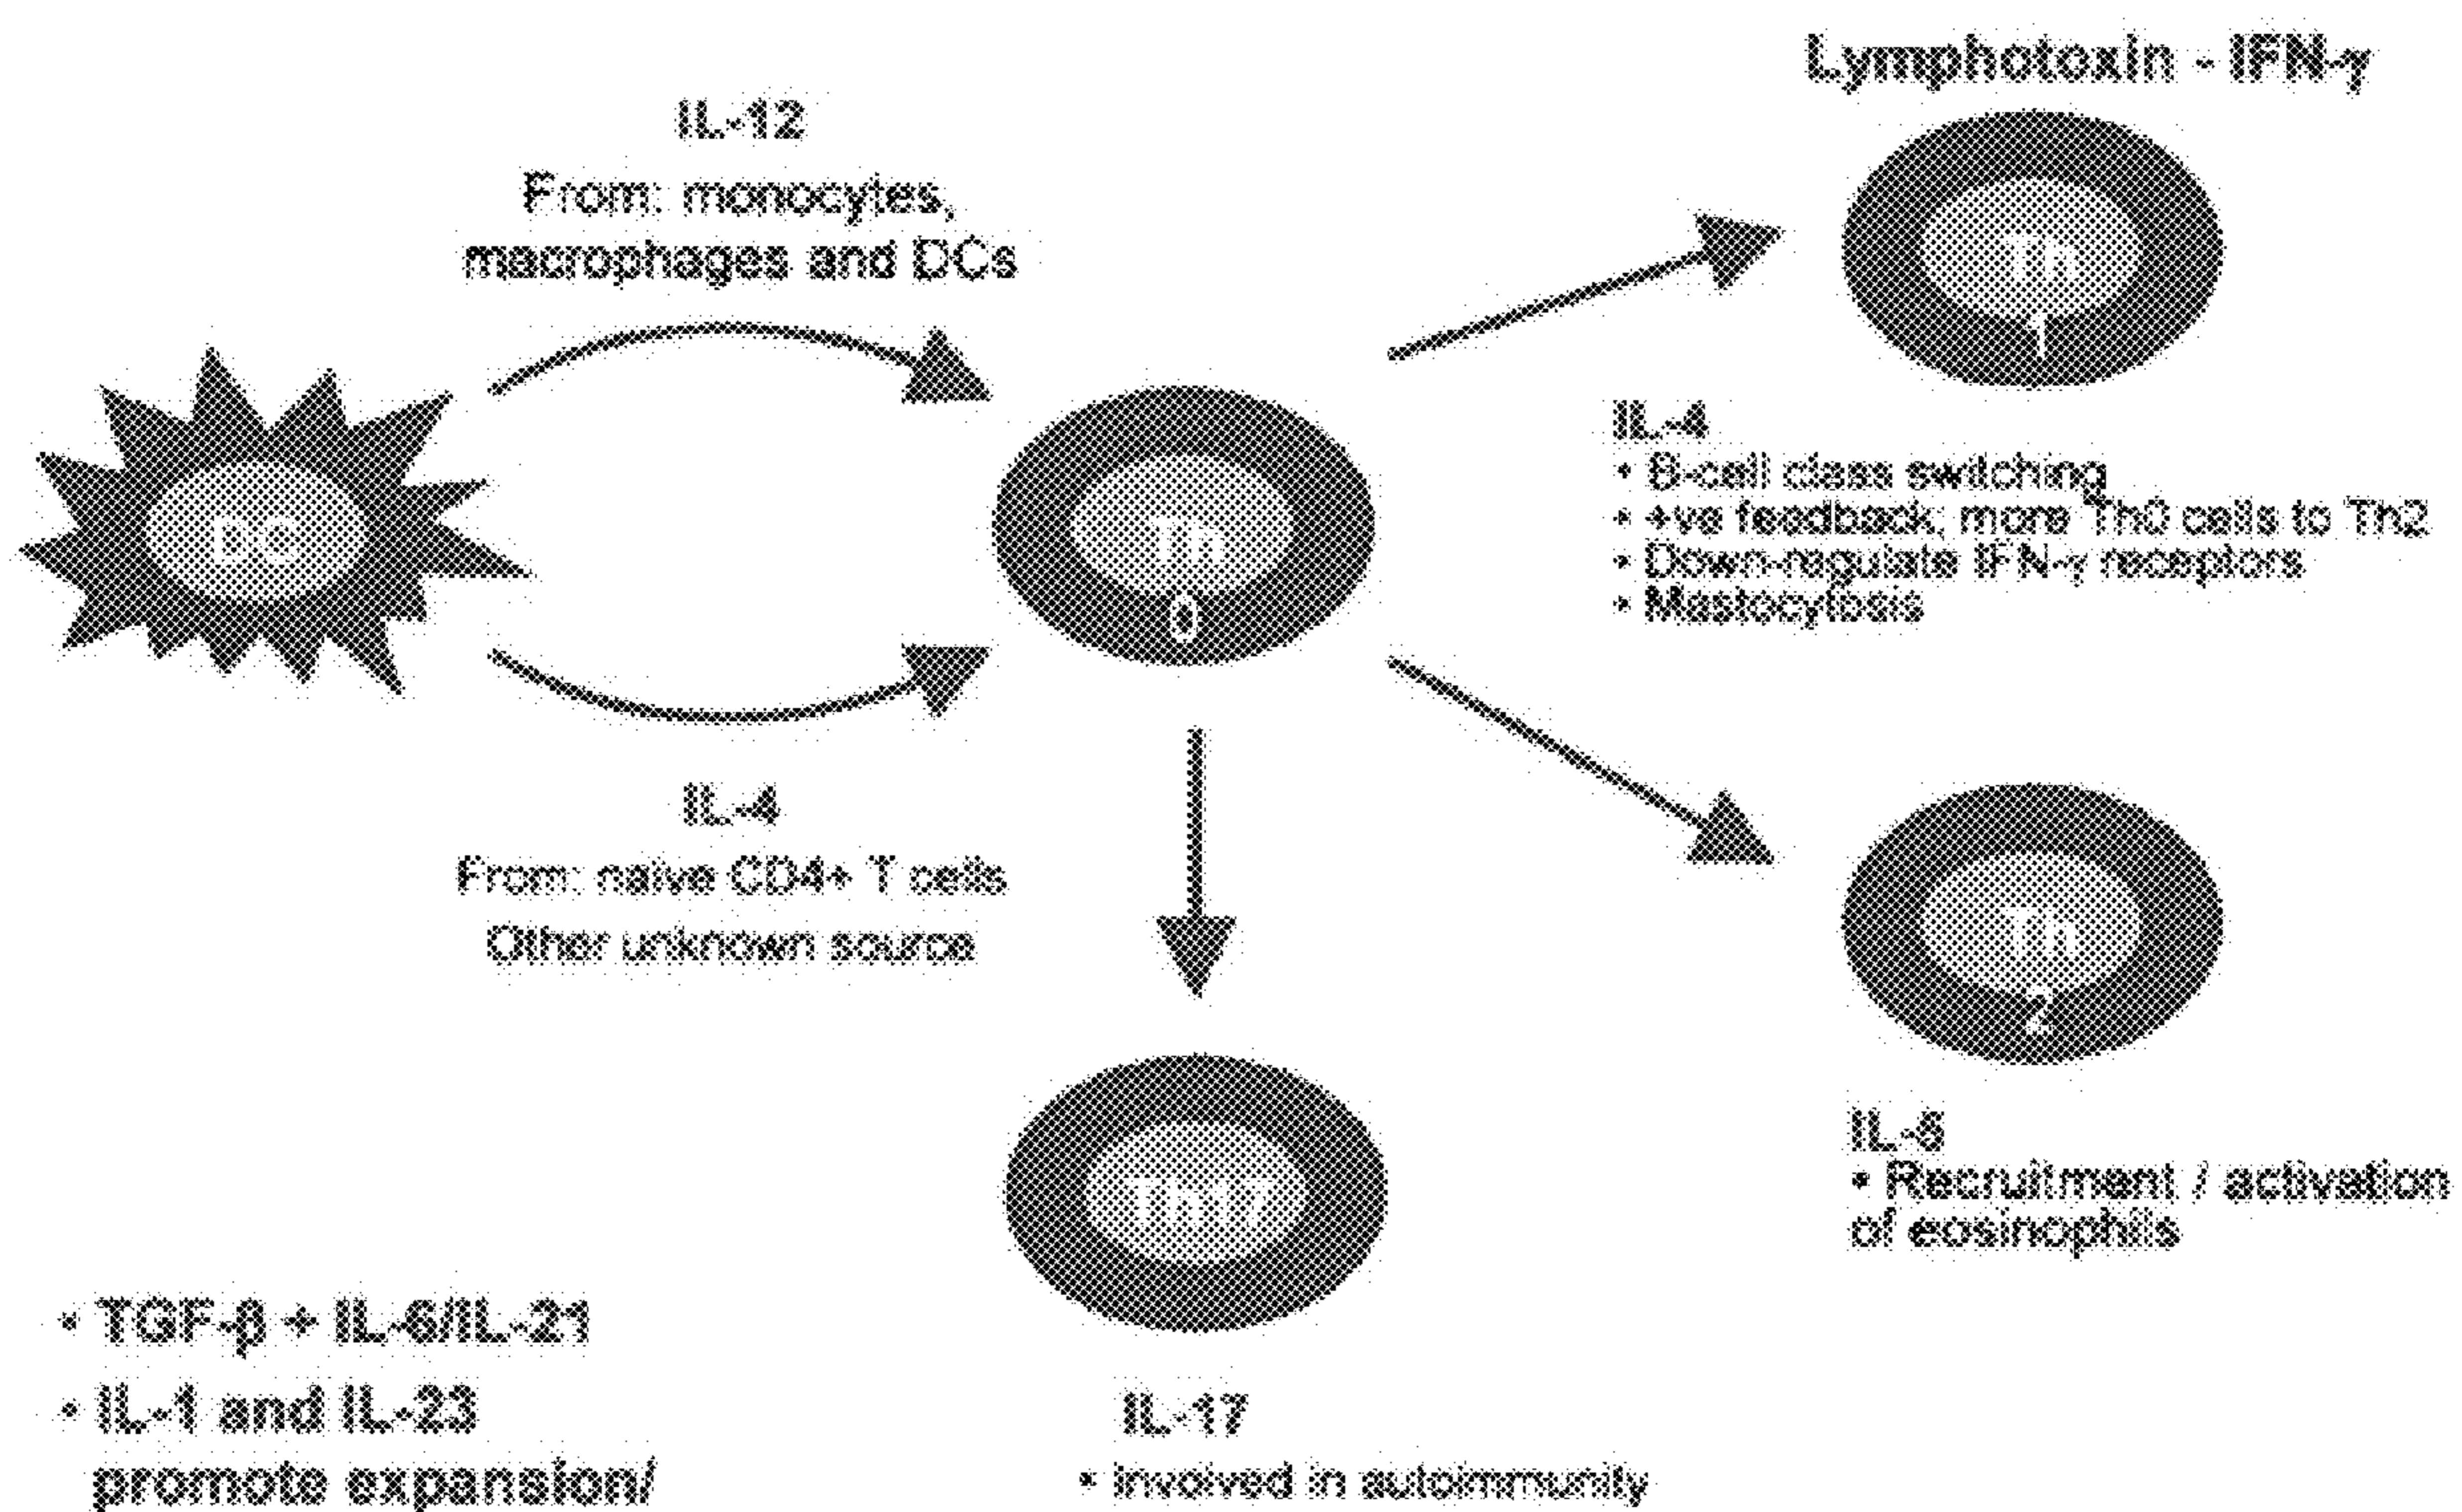 Lymphotoxin - IFN-γ
IL-12
From: monocytes,
macrophages and DCs
Th
1
IL-4
• B-cell class switching
• +ve feedback; more Th0 cells to Th2
• Down-regulate IFN-γ receptors
• Mastocytosis
DC
Th
0
IL-4
From: naive CD4+ T cells
Other unknown source
Th
2
IL-5
• Recruitment / activation
of eosinophils
Th17
• TGF-β + IL-6/IL-21
• IL-1 and IL-23
promote expansion/
IL-17
• involved in autoimmunity